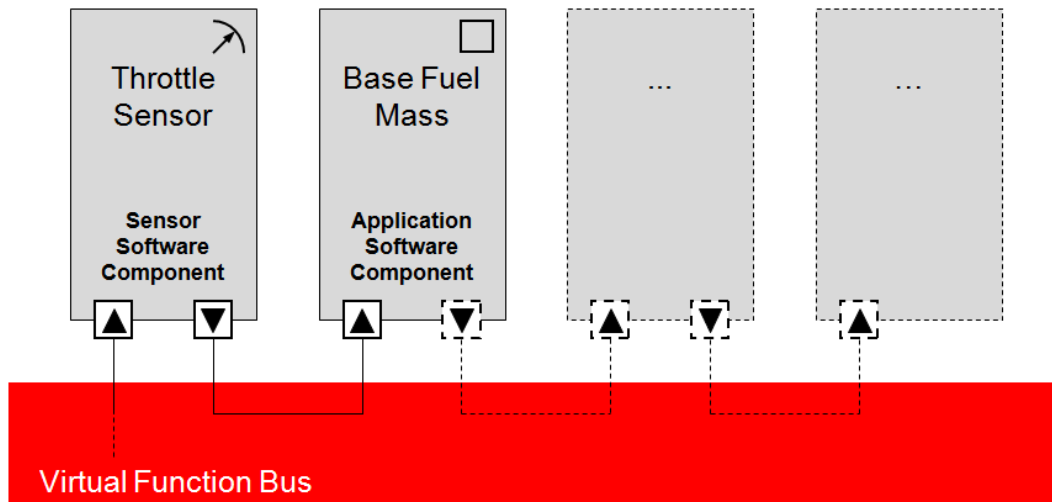 Throttle
Sensor
Sensor
Software
Component
Base Fuel
Mass
Application
Software
Component
...
...
Virtual Function Bus